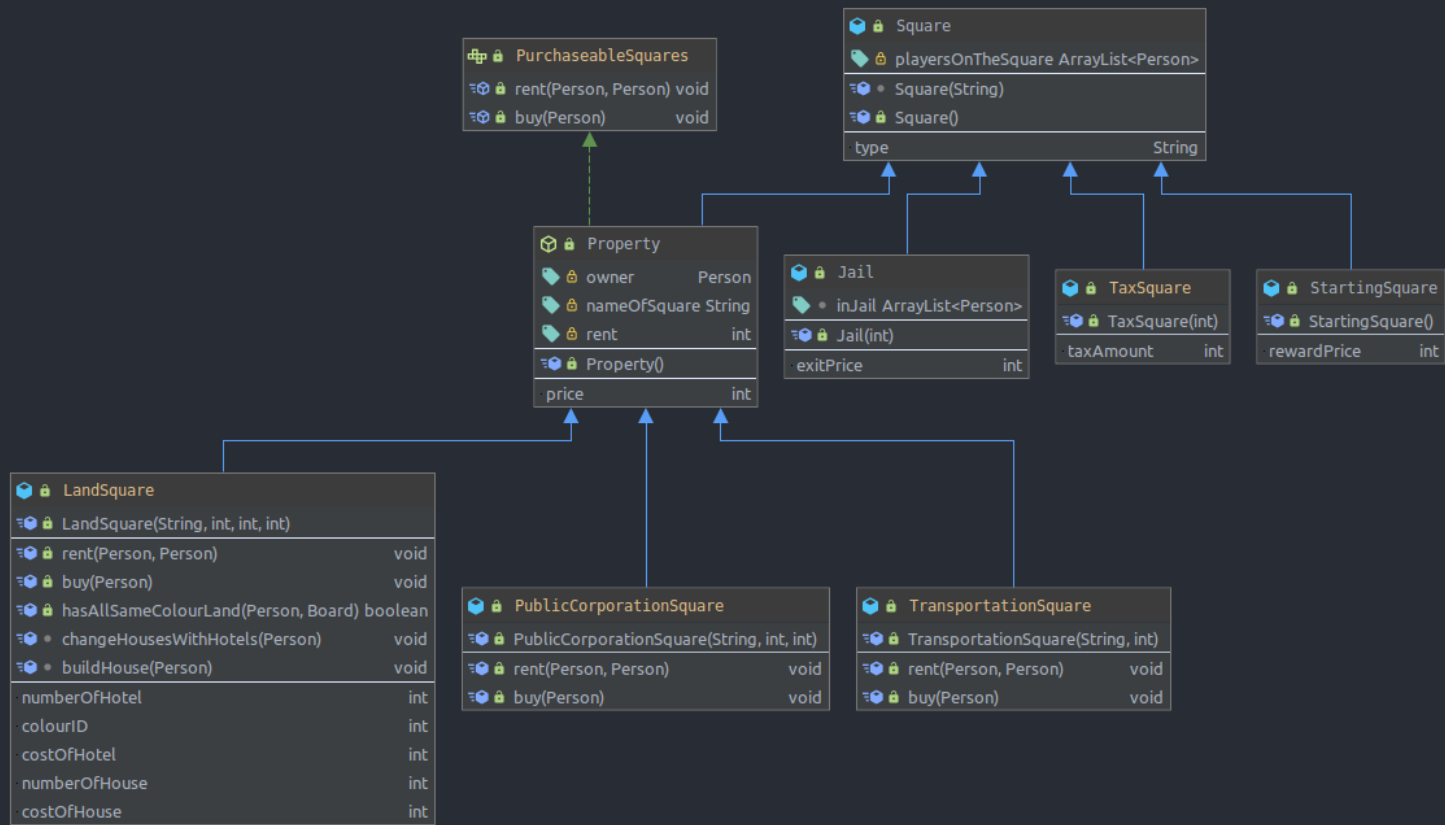 PurchaseableSquares
rent(Person, Person) void
buy(Person) void
Square
playersOnTheSquare ArrayList<Person>
Square(String)
Square()
type String
Property
owner Person
nameOfSquare String
rent int
Property()
price int
Jail
inJail ArrayList<Person>
Jail(int)
exitPrice int
TaxSquare
TaxSquare(int)
taxAmount int
StartingSquare
StartingSquare()
rewardPrice int
LandSquare
LandSquare(String, int, int, int)
rent(Person, Person) void
buy(Person) void
hasAllSameColourLand(Person, Board) boolean
changeHousesWithHotels(Person) void
buildHouse(Person) void
numberOfHotel int
colourID int
costOfHotel int
numberOfHouse int
costOfHouse int
PublicCorporationSquare
PublicCorporationSquare(String, int, int)
rent(Person, Person) void
buy(Person) void
TransportationSquare
TransportationSquare(String, int)
rent(Person, Person) void
buy(Person) void